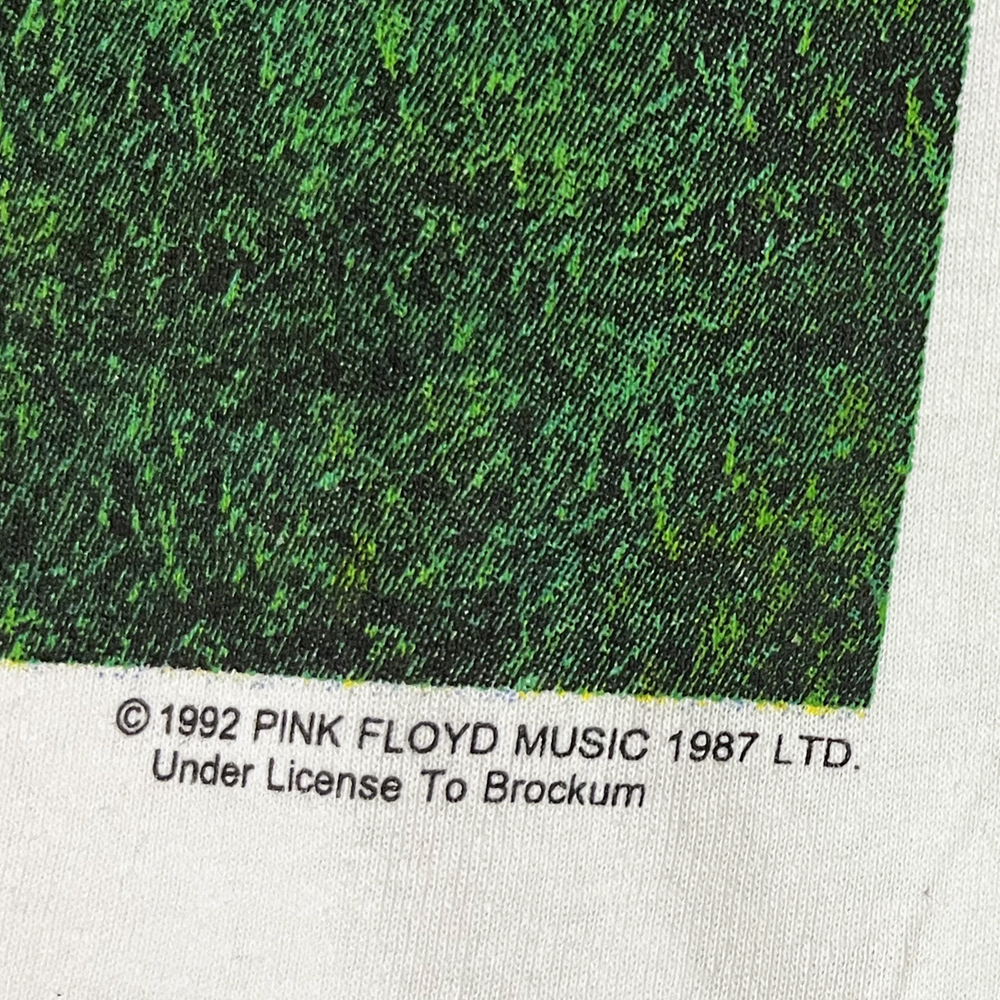 © 1992 PINK FLOYD MUSIC 1987 LTD.
Under License To Brockum